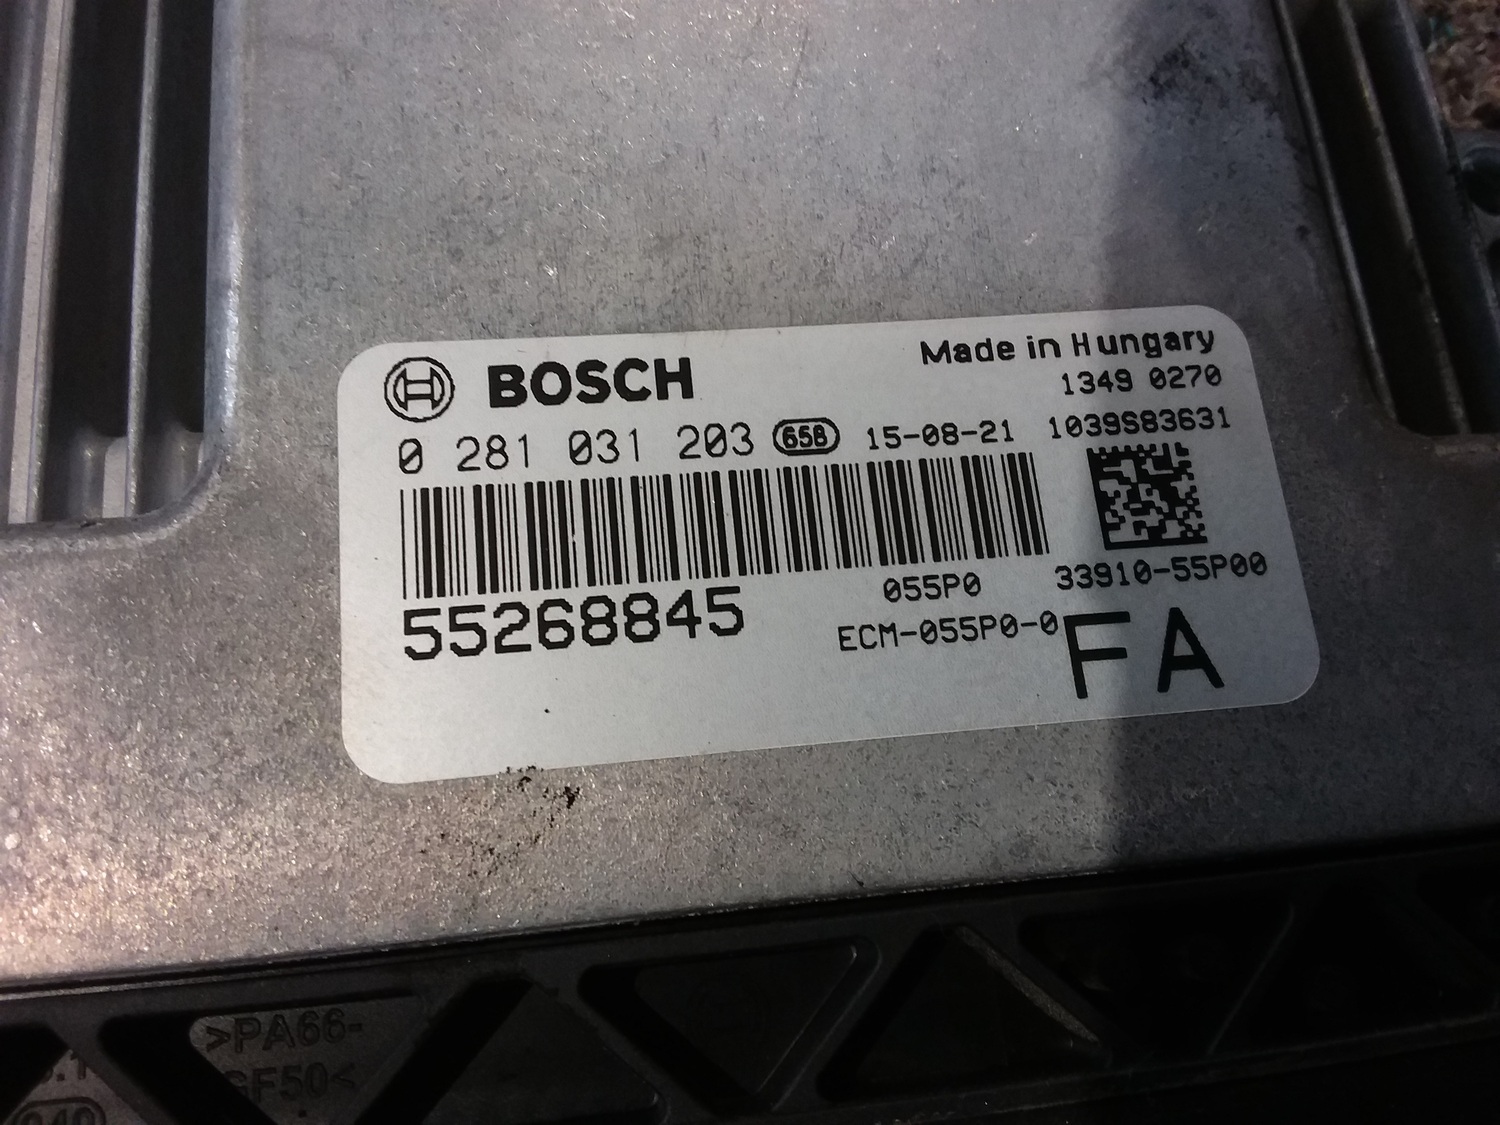 BOSCH
Made in Hungary
1349 0270
0 281 031 203 658 15-08-21 1039S83631
055P0 33910-55P00
55268845 ECM-055P0-0 FA
>PA66-
GF50<